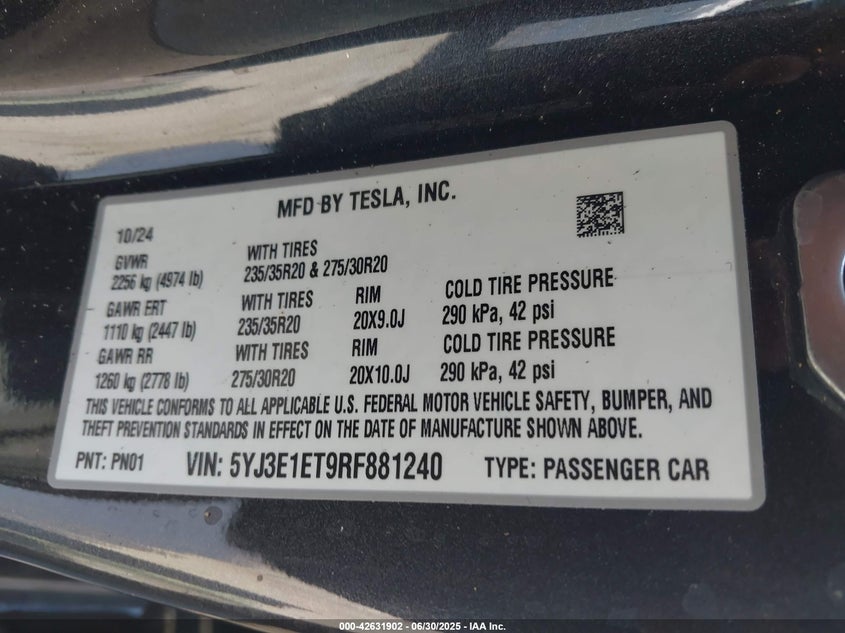 MFD BY TESLA, INC.
10/24
GVWR
2256 kg (4974 lb)
WITH TIRES
235/35R20 & 275/30R20
GAWR FRT
1110 kg (2447 lb)
WITH TIRES
235/35R20
RIM
20X9.0J
COLD TIRE PRESSURE
290 kPa, 42 psi
GAWR RR
1260 kg (2778 lb)
WITH TIRES
275/30R20
RIM
20X10.0J
COLD TIRE PRESSURE
290 kPa, 42 psi
THIS VEHICLE CONFORMS TO ALL APPLICABLE U.S. FEDERAL MOTOR VEHICLE SAFETY, BUMPER, AND
THEFT PREVENTION STANDARDS IN EFFECT ON THE DATE OF MANUFACTURE SHOWN ABOVE.
PNT: PN01 VIN: 5YJ3E1ET9RF881240 TYPE: PASSENGER CAR
000-42631902 - 06/30/2025 - IAA Inc.